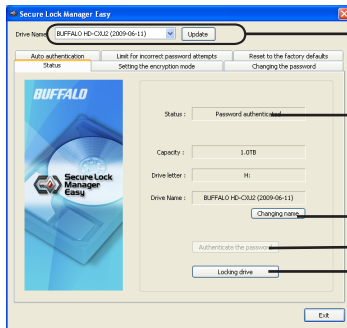 Secure Lock Manager Easy
Drive Name BUFFALO HD-CXU2 (2009-06-11) Update
Auto authentication Limit for incorrect password attempts Reset to the factory defaults
Status Setting the encryption mode Changing the password
BUFFALO
Secure Lock
Manager
Easy
Status : Password authenticated
Capacity : 1.0TB
Drive letter : H:
Drive Name : BUFFALO HD-CXU2 (2009-06-11)
Changing name
Authenticate the password
Locking drive
Exit